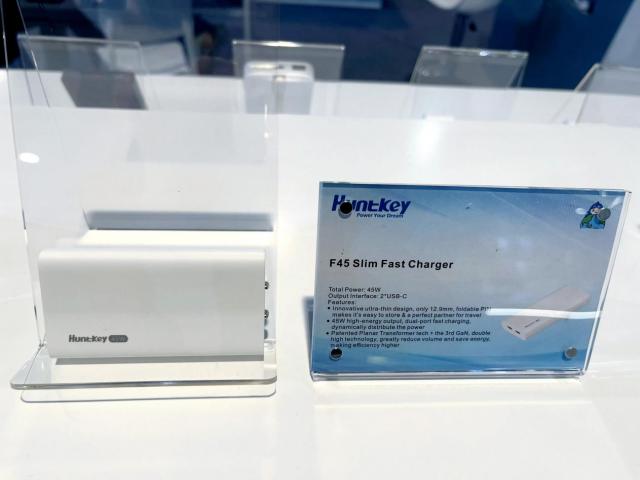 Huntkey
Power Your Dream
F45 Slim Fast Charger
Total Power: 45W
Output Interface: 2*USB-C
Features:
• Innovative ultra-thin design, only 12.9mm, foldable PIN
makes it's easy to store & a perfect partner for travel
• 45W high-energy output, dual-port fast charging,
dynamically distribute the power
• Patented Planar Transformer tech + the 3rd GaN, double
high technology, greatly reduce volume and save energy,
making efficiency higher
Huntkey 45W